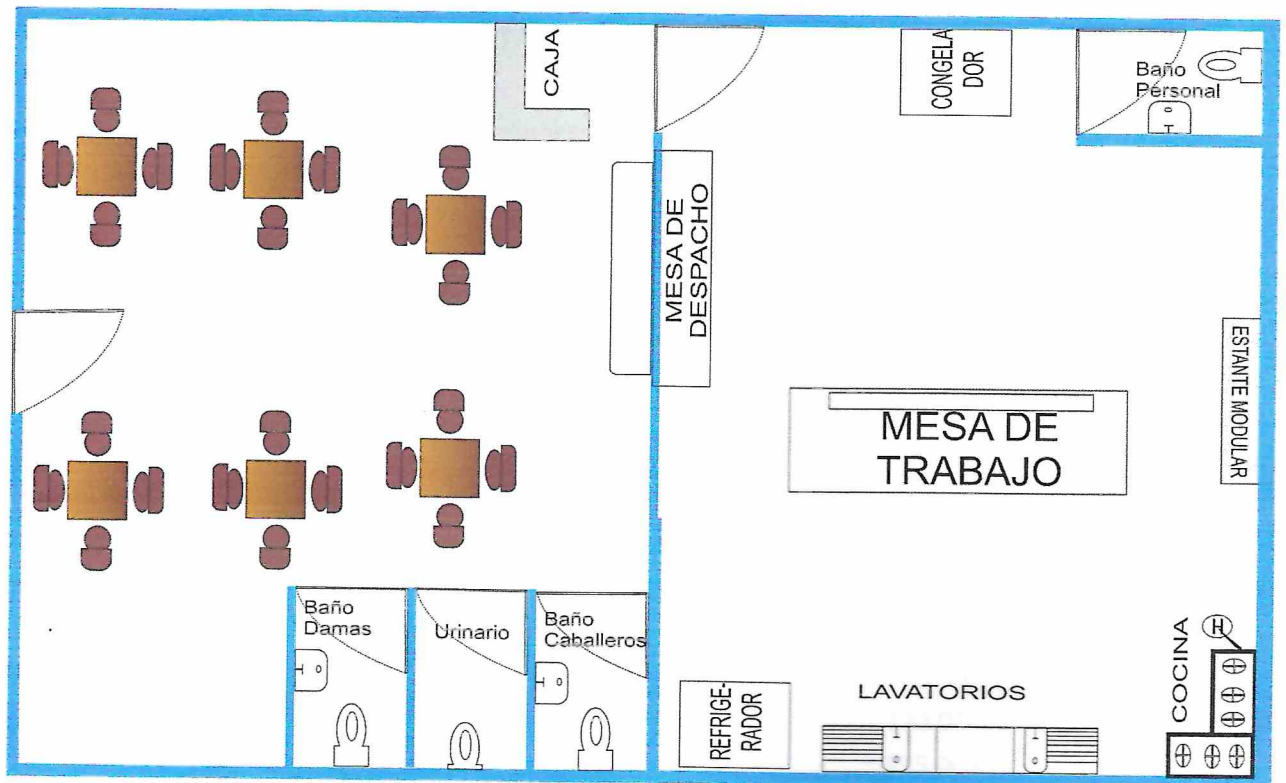 CAJA
CONGELA
DOR
Baño
Pérsonal
MESA DE
DESPACHO
ESTANTE MODULAR
MESA DE
TRABAJO
Baño
Damas
Urinario
Baño
Caballeros
REFRIGE-
RADOR
LAVATORIOS
COCINA
H